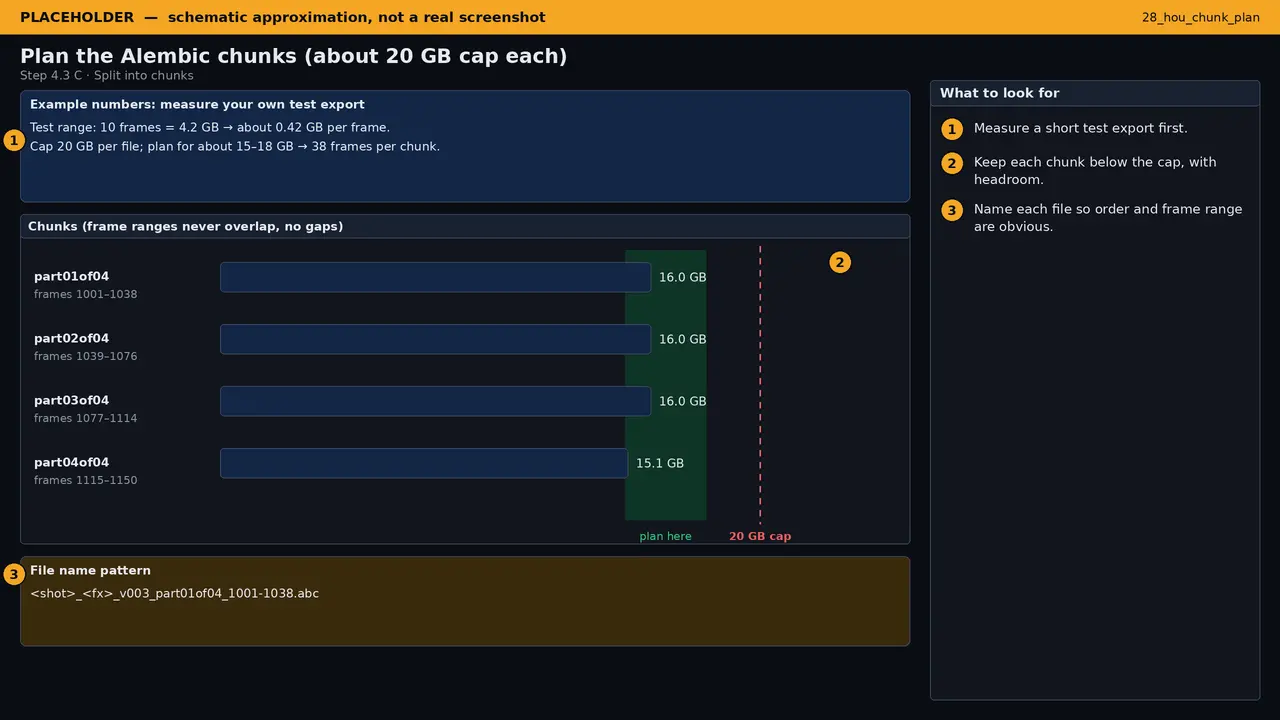 PLACEHOLDER — schematic approximation, not a real screenshot
28_hou_chunk_plan
Plan the Alembic chunks (about 20 GB cap each)
Step 4.3 C · Split into chunks
1
Example numbers: measure your own test export
Test range: 10 frames = 4.2 GB → about 0.42 GB per frame.
Cap 20 GB per file; plan for about 15–18 GB → 38 frames per chunk.
Chunks (frame ranges never overlap, no gaps)
2
part01of04
frames 1001–1038
16.0 GB
part02of04
frames 1039–1076
16.0 GB
part03of04
frames 1077–1114
16.0 GB
part04of04
frames 1115–1150
15.1 GB
plan here
20 GB cap
3
File name pattern
<shot>_<fx>_v003_part01of04_1001-1038.abc
What to look for
1 Measure a short test export first.
2 Keep each chunk below the cap, with
headroom.
3 Name each file so order and frame range
are obvious.